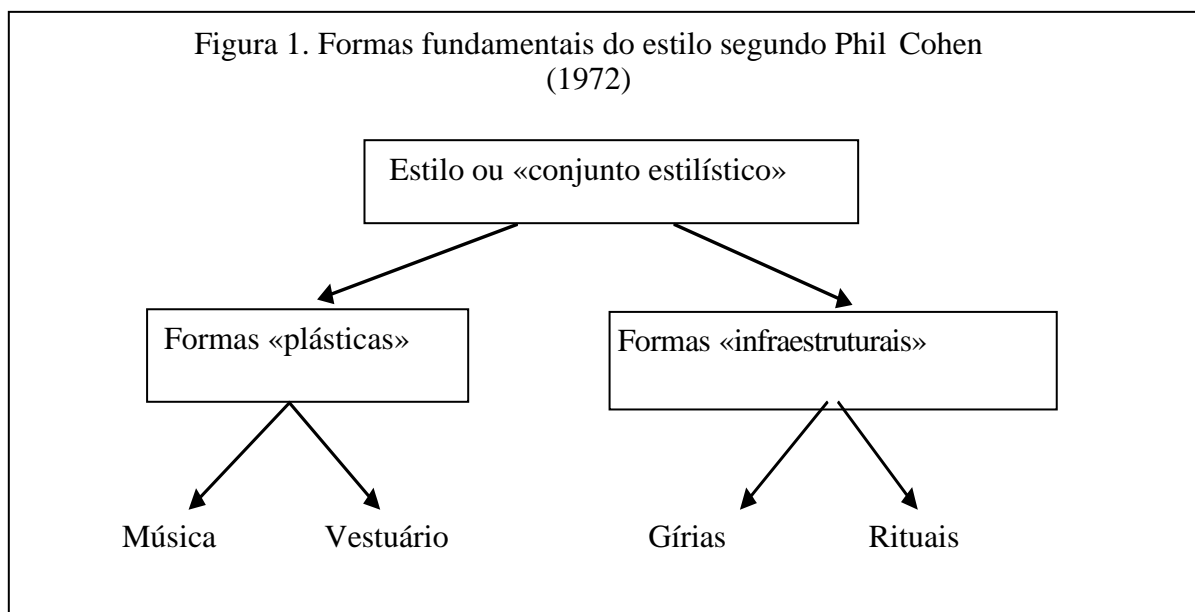 Figura 1. Formas fundamentais do estilo segundo Phil Cohen
(1972)
Estilo ou «conjunto estilístico»
Formas «plásticas»
Formas «infraestruturais»
Música
Vestuário
Gírias
Rituais